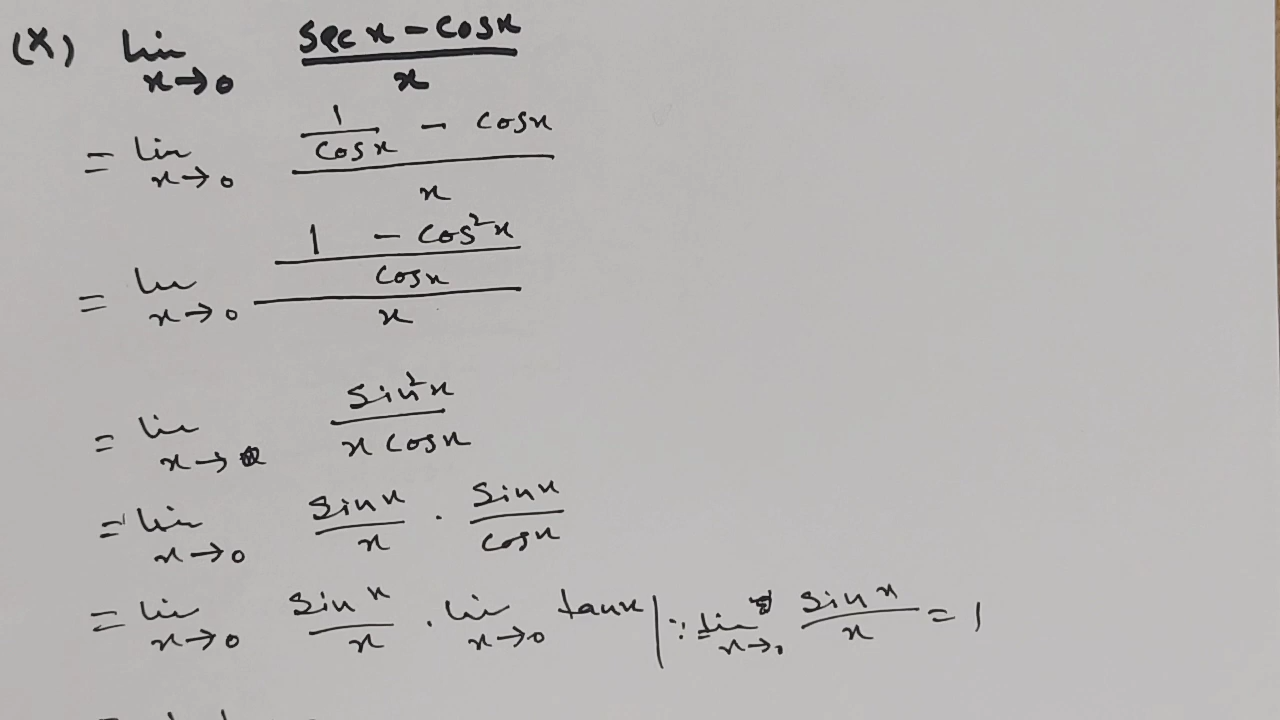 (x) lim x→0 (sec x - cos x)/x
= lim x→0 (1/cos x - cos x)/x
= lim x→0 ((1 - cos²x)/cos x)/x
= lim x→0 sin²x/(x cos x)
= lim x→0 sin x/x · sin x/cos x
= lim x→0 sin x/x · lim x→0 tan x | ∵ lim x→0 sin x/x = 1